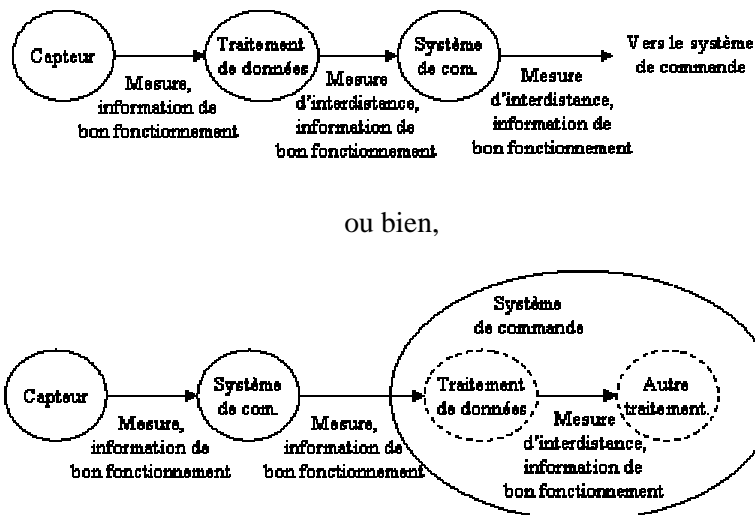 Capteur
Traitement
de données
Système
de com.
Vers le système
de commande
Mesure,
information de
bon fonctionnement
Mesure
d'interdistance,
information de
bon fonctionnement
Mesure
d'interdistance,
information de
bon fonctionnement
ou bien,
Système
de commande
Capteur
Système
de com.
Traitement
de données
Autre
traitement.
Mesure,
information de
bon fonctionnement
Mesure,
information de
bon fonctionnement
Mesure
d'interdistance,
information de
bon fonctionnement